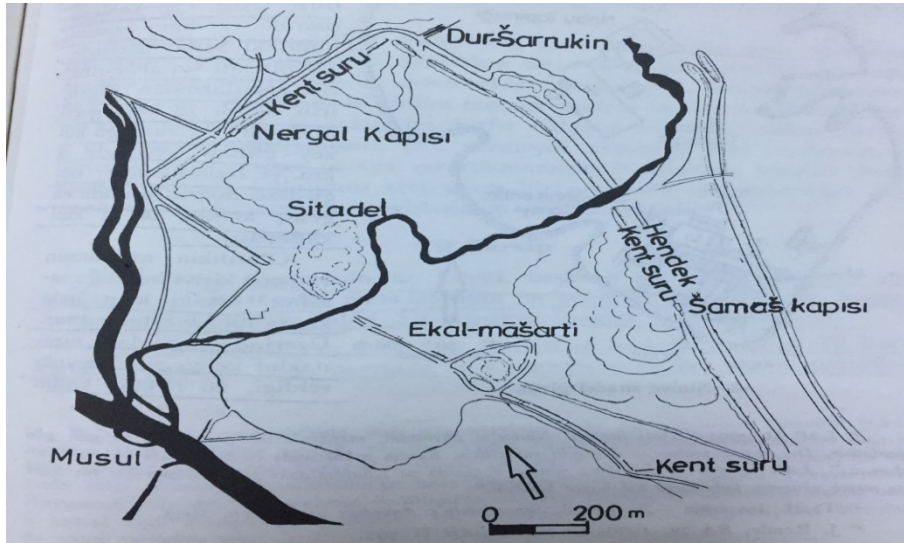 Dur-Šarrukin
Kent suru
Nergal Kapısı
Sitadel
Hendek
Kent suru
Šamaš kapısı
Ekal-māšarti
Musul
Kent suru
0 200 m